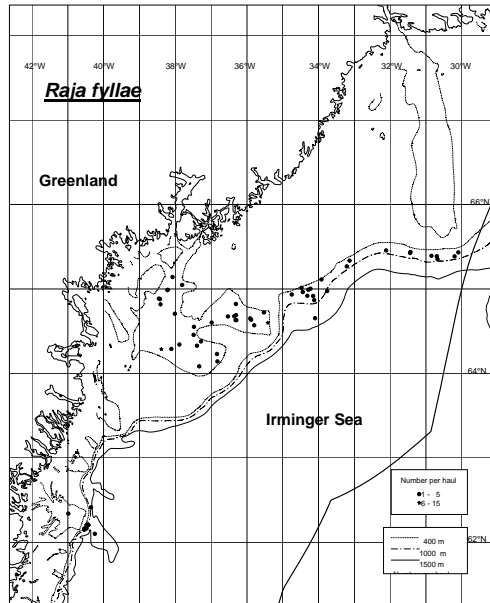 42°W 40°W 38°W 36°W 34°W 32°W 30°W
Raja fyllae
Greenland
66°N
64°N
Irminger Sea
Number per haul
1 - 5
6 - 15
400 m
1000 m
1500 m
62°N